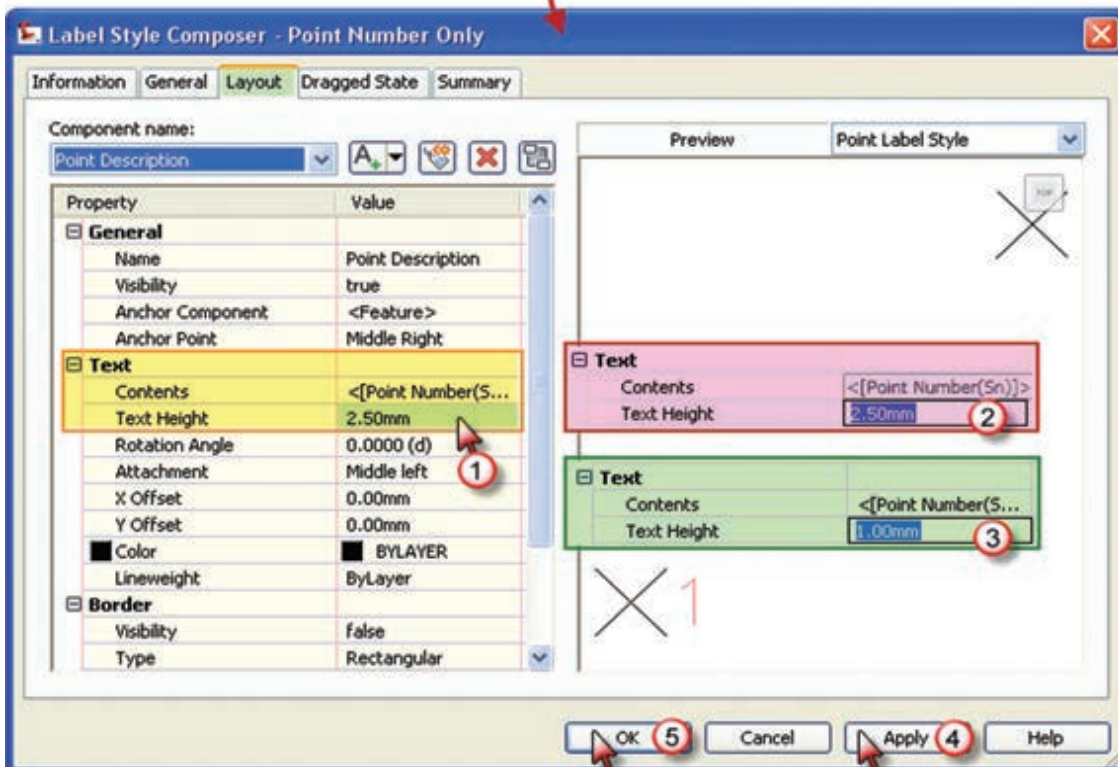 Label Style Composer - Point Number Only
Information General Layout Dragged State Summary
Component name:
Point Description
Preview Point Label Style
TOP
Property Value
General
Name Point Description
Visibility true
Anchor Component <Feature>
Anchor Point Middle Right
Text
Contents <[Point Number(S...
Text Height 2.50mm
1
Rotation Angle 0.0000 (d)
Attachment Middle left
X Offset 0.00mm
Y Offset 0.00mm
Color BYLAYER
Lineweight ByLayer
Border
Visibility false
Type Rectangular
Text
Contents <[Point Number(Sn)]>
Text Height 2.50mm 2
Text
Contents <[Point Number(S...
Text Height 1.00mm 3
1
OK 5 Cancel Apply 4 Help